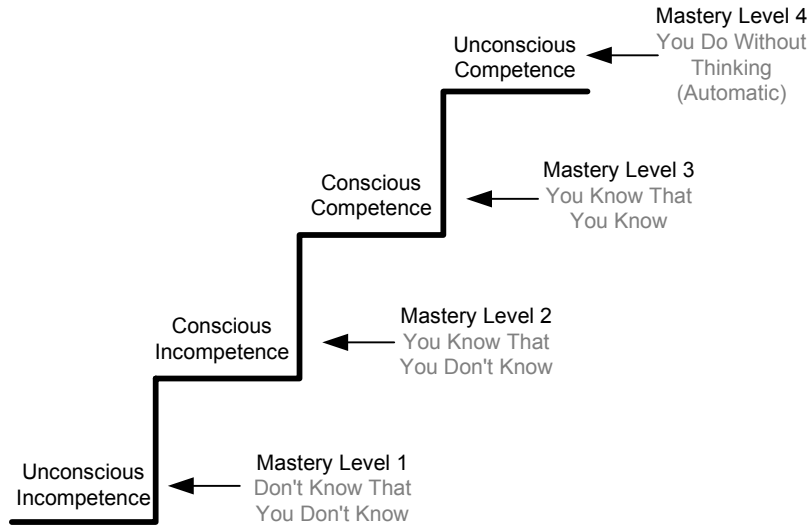 Mastery Level 4
You Do Without
Thinking
(Automatic)
Unconscious
Competence
Mastery Level 3
You Know That
You Know
Conscious
Competence
Mastery Level 2
You Know That
You Don't Know
Conscious
Incompetence
Mastery Level 1
Don't Know That
You Don't Know
Unconscious
Incompetence